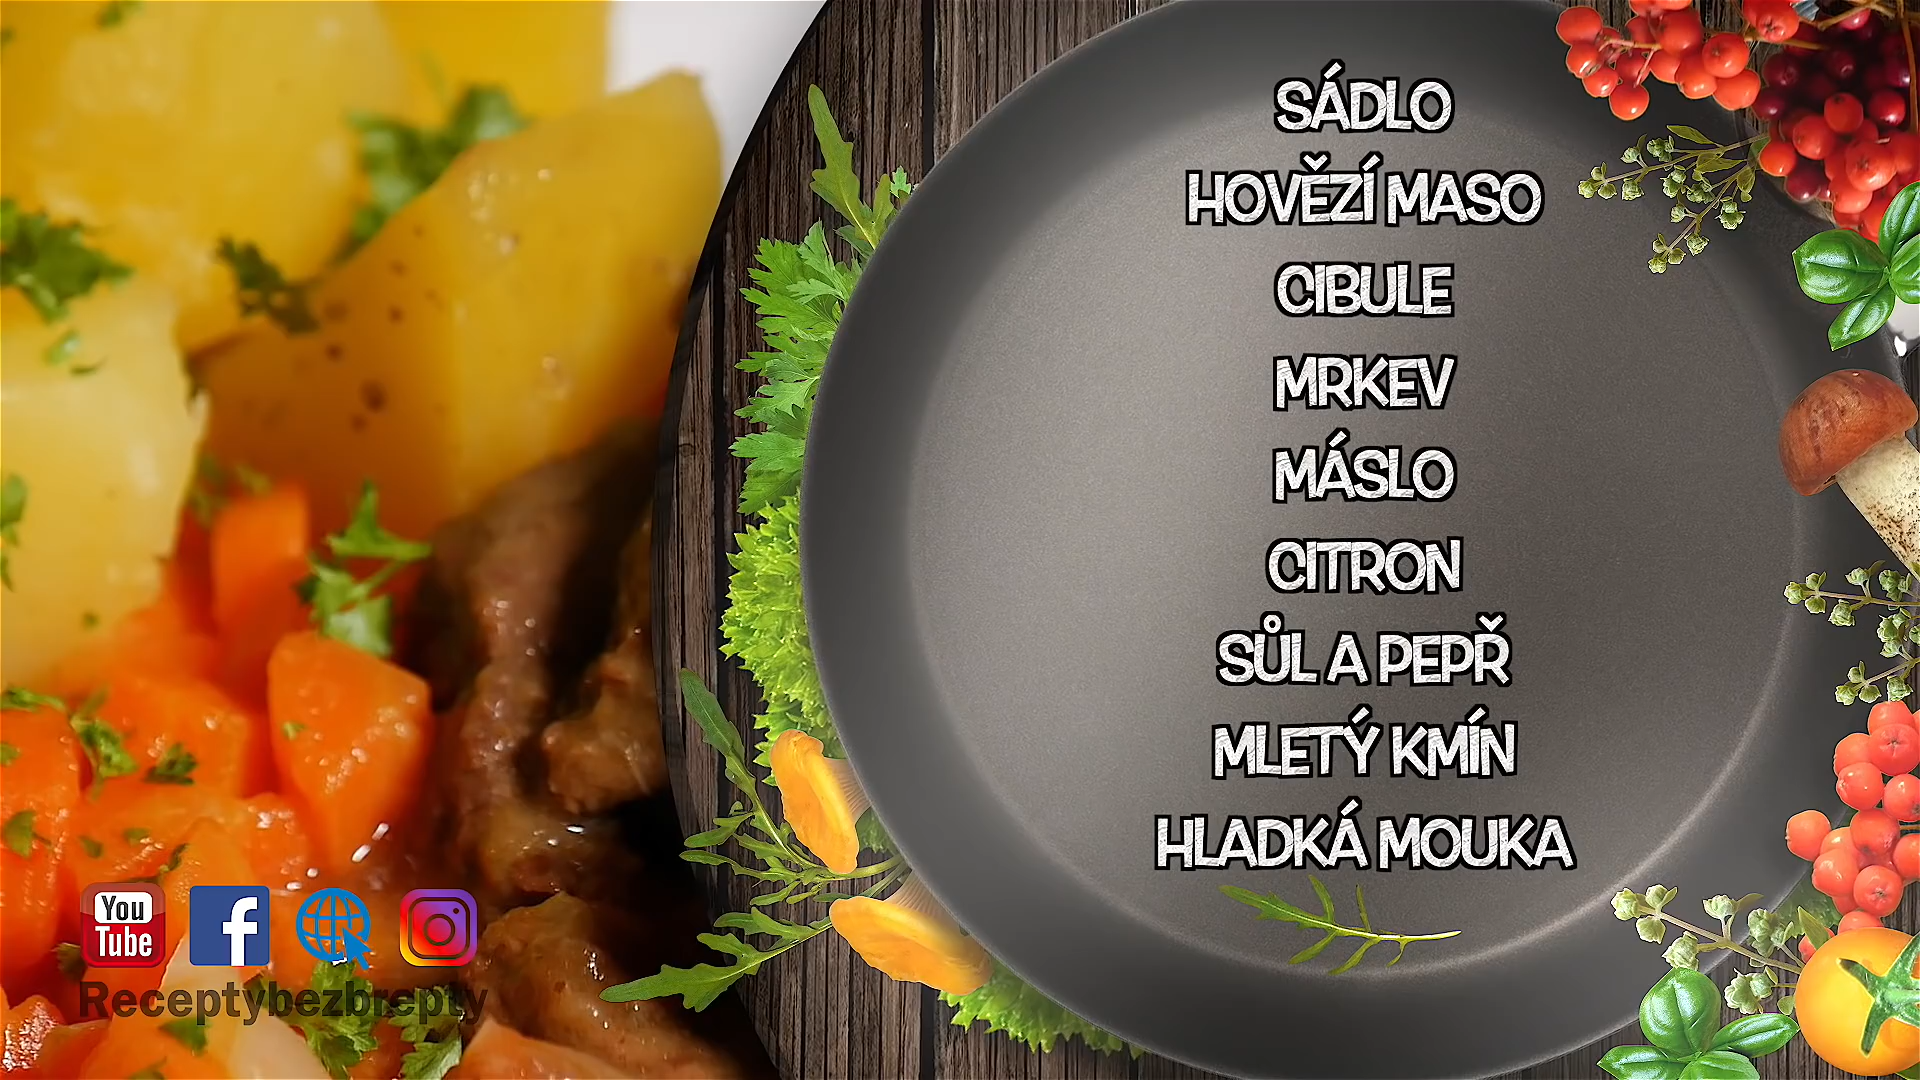 SÁDLO
HOVĚZÍ MASO
CIBULE
MRKEV
MÁSLO
CITRON
SŮL A PEPŘ
MLETÝ KMÍN
HLADKÁ MOUKA
You
Tube
f
Receptybezbrepty